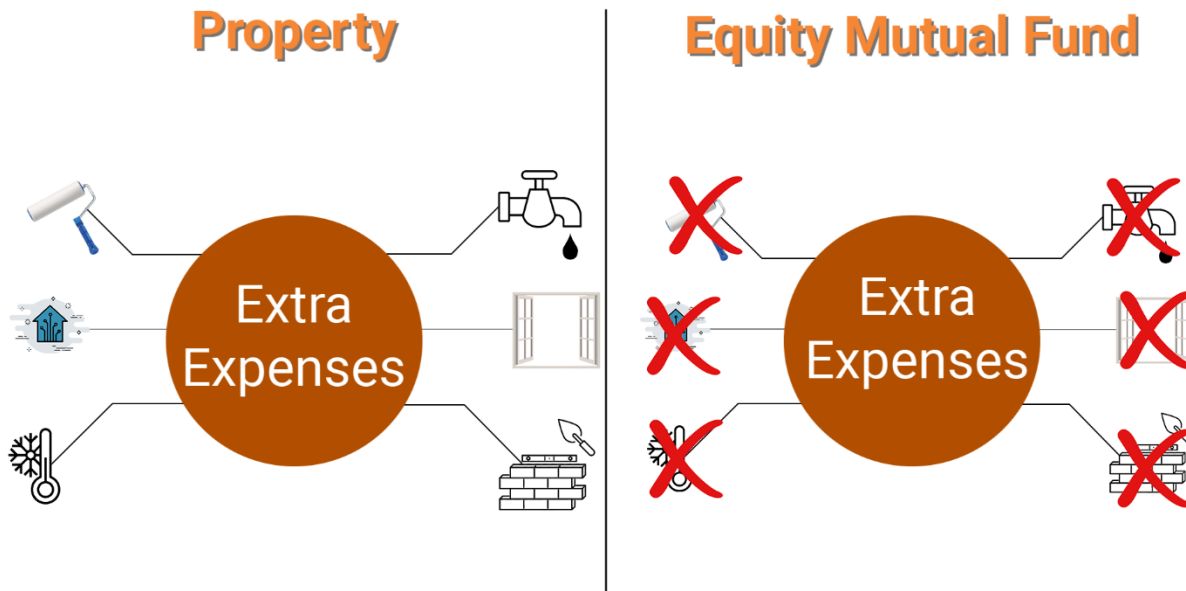 Property
Equity Mutual Fund
Extra
Expenses
Extra
Expenses